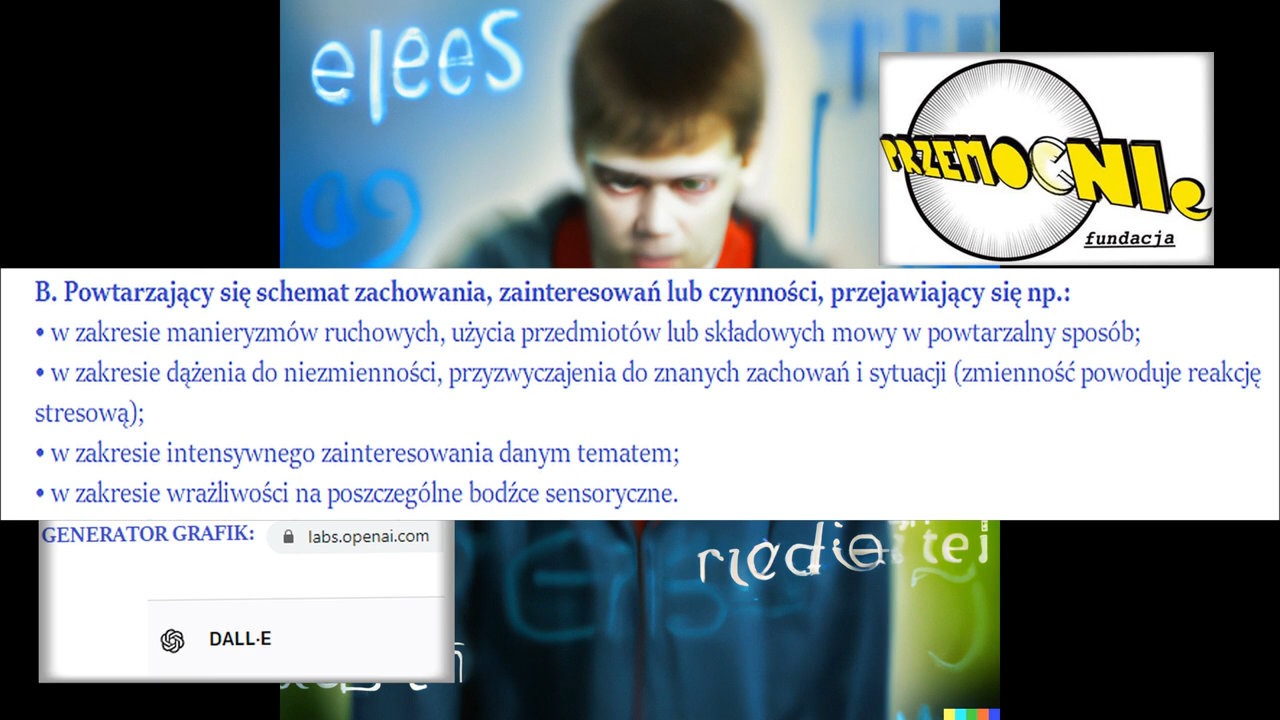 elees
PRZEMOCNI.e
fundacja
B. Powtarzający się schemat zachowania, zainteresowań lub czynności, przejawiający się np.:
• w zakresie manieryzmów ruchowych, użycia przedmiotów lub składowych mowy w powtarzalny sposób;
• w zakresie dążenia do niezmienności, przyzwyczajenia do znanych zachowań i sytuacji (zmienność powoduje reakcję
stresową);
• w zakresie intensywnego zainteresowania danym tematem;
• w zakresie wrażliwości na poszczególne bodźce sensoryczne.
GENERATOR GRAFIK:
labs.openai.com
DALL·E